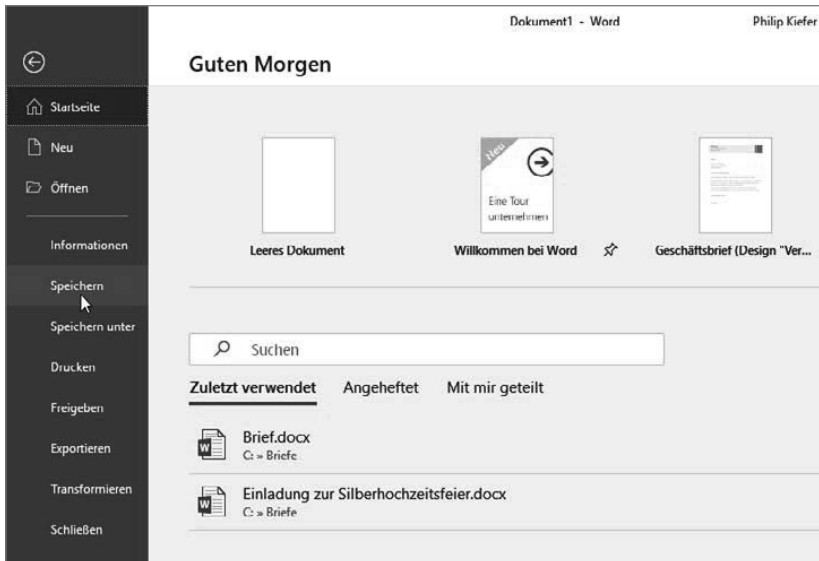 Dokument1 - Word
Philip Kiefer
Guten Morgen
Startseite
Neu
Öffnen
Informationen
Speichern
Speichern unter
Drucken
Freigeben
Exportieren
Transformieren
Schließen
Neu
Eine Tour
unternehmen
Leeres Dokument
Willkommen bei Word
Geschäftsbrief (Design "Ver...
Suchen
Zuletzt verwendet
Angeheftet
Mit mir geteilt
Brief.docx
C: » Briefe
Einladung zur Silberhochzeitsfeier.docx
C: » Briefe